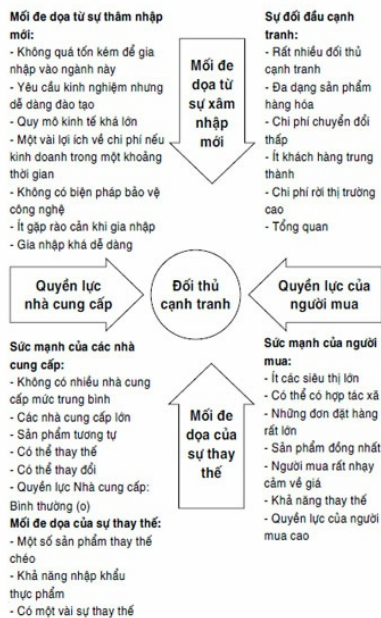 Mối đe dọa từ sự thâm nhập
mới:
- Không quá tốn kém để gia
nhập vào ngành này
- Yêu cầu kinh nghiệm nhưng
dễ dàng đào tạo
- Quy mô kinh tế khá lớn
- Một vài lợi ích về chi phí nếu
kinh doanh trong một khoảng
thời gian
- Không có biện pháp bảo vệ
công nghệ
- Ít gặp rào cản khi gia nhập
- Gia nhập khá dễ dàng
Mối đe
dọa từ
sự xâm
nhập
mới
Sự đối đầu cạnh
tranh:
- Rất nhiều đối thủ
cạnh tranh
- Đa dạng sản phẩm
hàng hóa
- Chi phí chuyển đổi
thấp
- Ít khách hàng trung
thành
- Chi phí rời thị trường
cao
- Tổng quan
Quyền lực
nhà cung cấp
Đối thủ
cạnh tranh
Quyền lực của
người mua
Sức mạnh của các nhà
cung cấp:
- Không có nhiều nhà cung
cấp mức trung bình
- Các nhà cung cấp lớn
- Sản phẩm tương tự
- Có thể thay thế
- Có thể thay đổi
- Quyền lực Nhà cung cấp:
Bình thường (o)
Mối đe dọa của sự thay thế:
- Một số sản phẩm thay thế
chéo
- Khả năng nhập khẩu
thực phẩm
- Có một vài sự thay thế
Mối đe
dọa của
sự thay
thế
Sức mạnh của người
mua:
- Ít các siêu thị lớn
- Có thể có hợp tác xã
- Những đơn đặt hàng
rất lớn
- Sản phẩm đồng nhất
- Người mua rất nhạy
cảm về giá
- Khả năng thay thế
- Quyền lực của người
mua cao